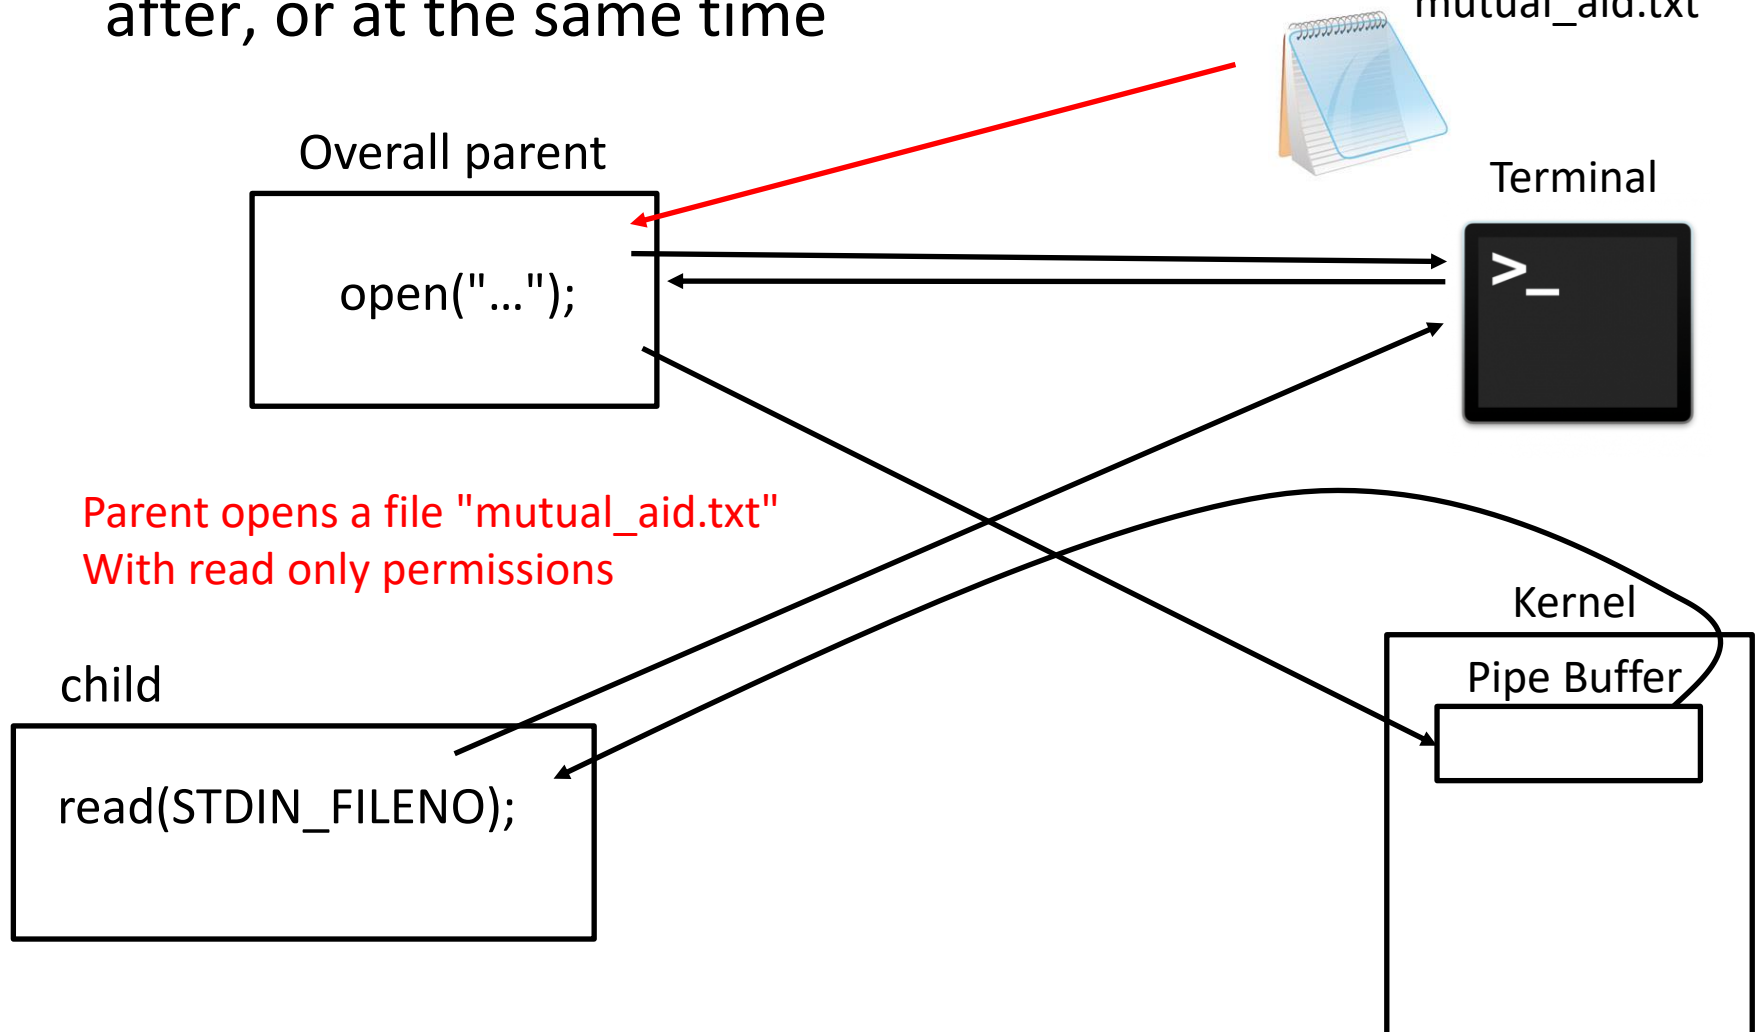 after, or at the same time
mutual_aid.txt
Overall parent
Terminal
open("…");
>_
Parent opens a file "mutual_aid.txt"
With read only permissions
Kernel
child
Pipe Buffer
read(STDIN_FILENO);